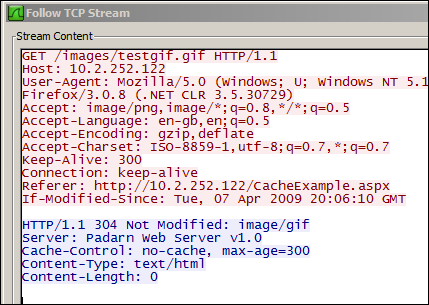 Follow TCP Stream
Stream Content
GET /images/testgif.gif HTTP/1.1
Host: 10.2.252.122
User-Agent: Mozilla/5.0 (Windows; U; Windows NT 5.1
Firefox/3.0.8 (.NET CLR 3.5.30729)
Accept: image/png,image/*;q=0.8,*/*;q=0.5
Accept-Language: en-gb,en;q=0.5
Accept-Encoding: gzip,deflate
Accept-Charset: ISO-8859-1,utf-8;q=0.7,*;q=0.7
Keep-Alive: 300
Connection: keep-alive
Referer: http://10.2.252.122/CacheExample.aspx
If-Modified-Since: Tue, 07 Apr 2009 20:06:10 GMT
HTTP/1.1 304 Not Modified: image/gif
Server: Padarn Web Server v1.0
Cache-Control: no-cache, max-age=300
Content-Type: text/html
Content-Length: 0